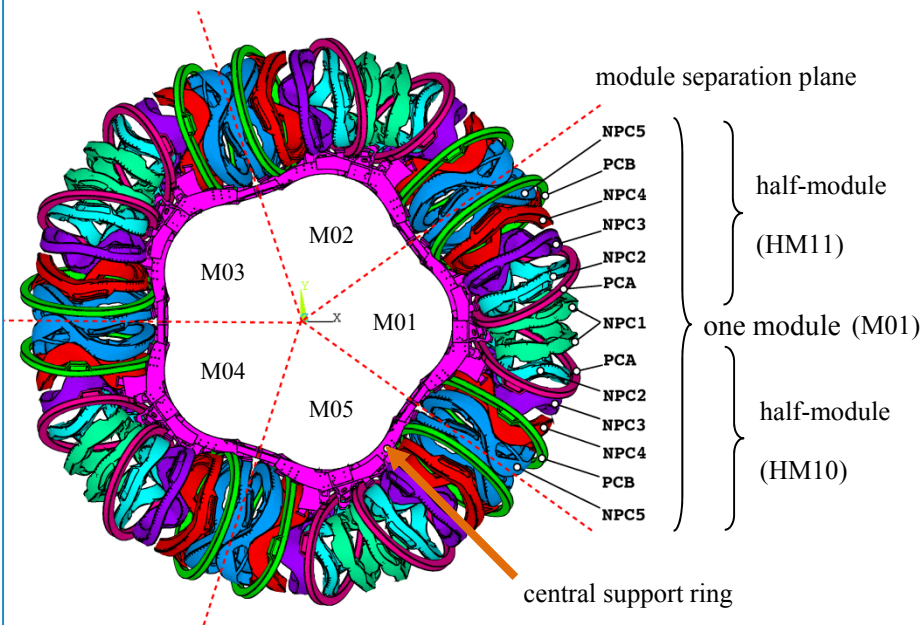 module separation plane
NPC5
PCB
NPC4
NPC3
NPC2
PCA
NPC1
PCA
NPC2
NPC3
NPC4
PCB
NPC5
half-module
(HM11)
one module (M01)
half-module
(HM10)
M02
M03
M01
M04
M05
Y
X
central support ring